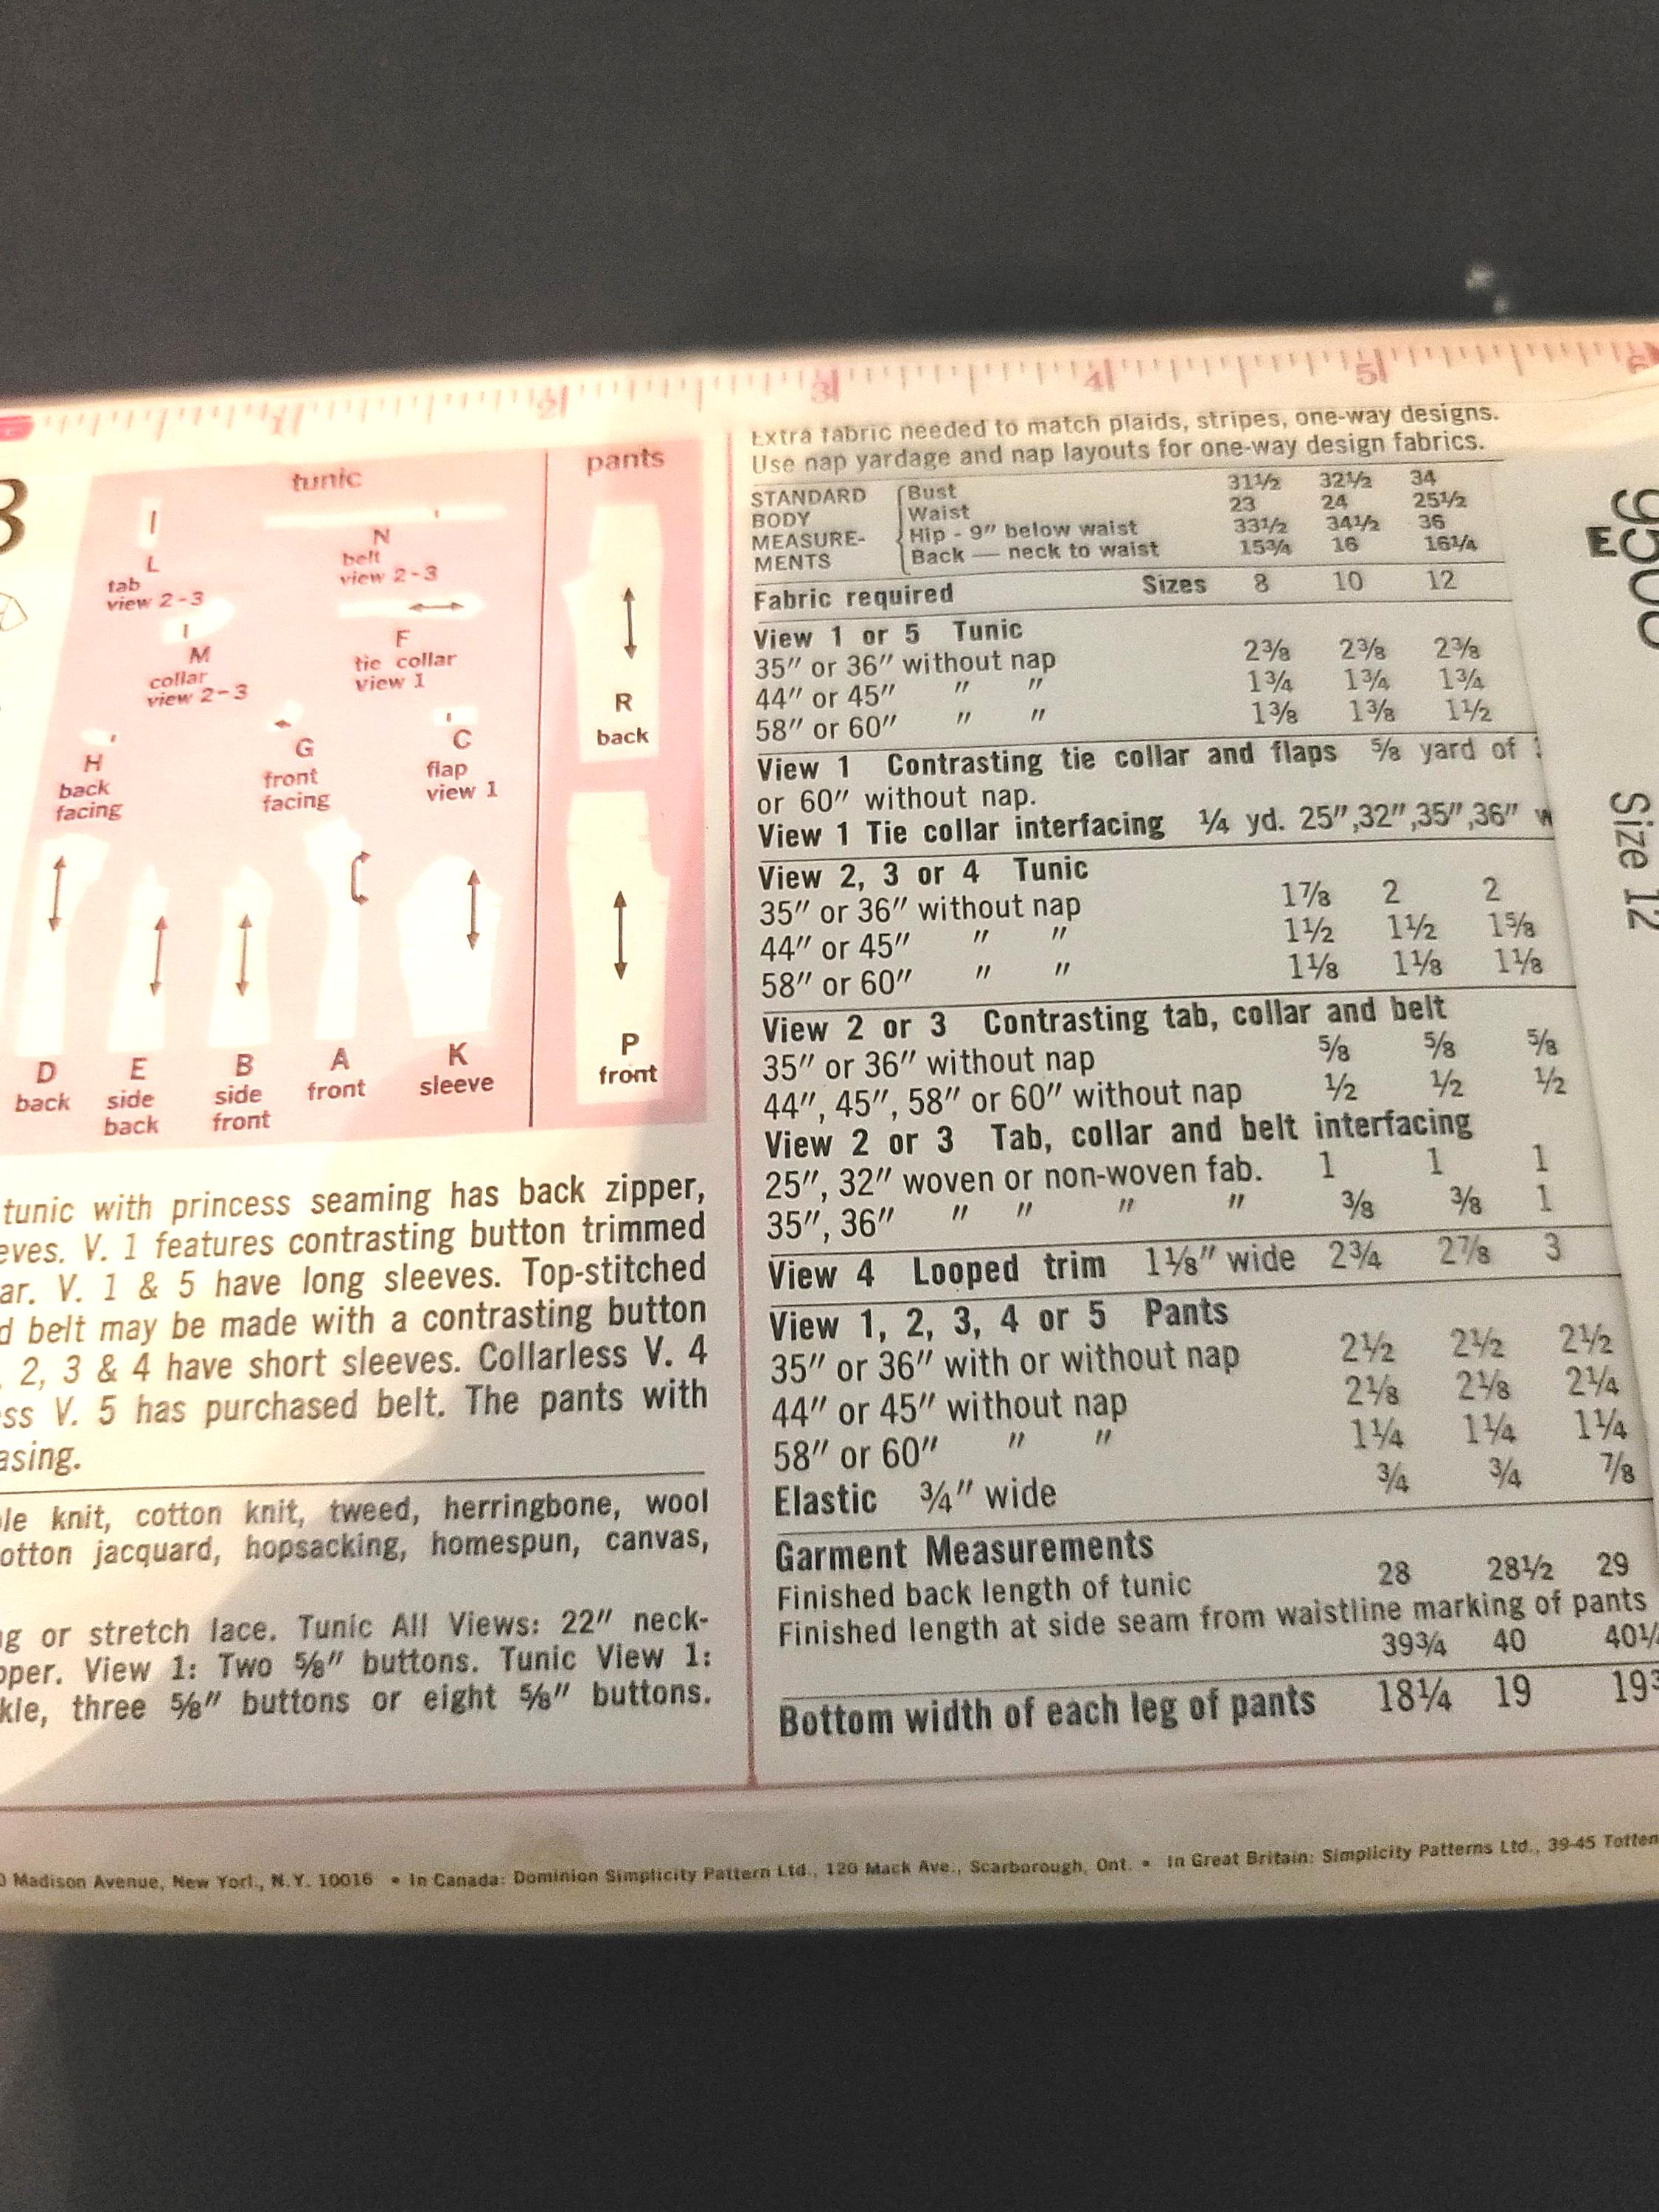 1 2 3 4 5 6
tunic
pants
L
tab
view 2-3
N
belt
view 2-3
M
collar
view 2-3
F
tie collar
view 1
R
back
H
back
facing
G
front
facing
C
flap
view 1
D
back
E
side
back
B
side
front
A
front
K
sleeve
P
front
tunic with princess seaming has back zipper,
V. 1 features contrasting button trimmed
V. 1 & 5 have long sleeves. Top-stitched
belt may be made with a contrasting button
2, 3 & 4 have short sleeves. Collarless V. 4
V. 5 has purchased belt. The pants with
knit, cotton knit, tweed, herringbone, wool
jacquard, hopsacking, homespun, canvas,
or stretch lace. Tunic All Views: 22" neck-
View 1: Two 5/8" buttons. Tunic View 1:
three 5/8" buttons or eight 5/8" buttons.
Extra fabric needed to match plaids, stripes, one-way designs.
Use nap yardage and nap layouts for one-way design fabrics.
STANDARD BODY MEASURE-MENTS
Bust 31½ 32½ 34
Waist 23 24 25½
Hip - 9" below waist 33½ 34½ 36
Back — neck to waist 15¾ 16 16¼
Fabric required Sizes 8 10 12
View 1 or 5 Tunic
35" or 36" without nap 2⅜ 2⅜ 2⅜
44" or 45" " " 1¾ 1¾ 1¾
58" or 60" " " 1⅜ 1⅜ 1½
View 1 Contrasting tie collar and flaps ⅝ yard of
or 60" without nap.
View 1 Tie collar interfacing ¼ yd. 25",32",35",36"
View 2, 3 or 4 Tunic
35" or 36" without nap 1⅞ 2 2
44" or 45" " " 1½ 1½ 1⅝
58" or 60" " " 1⅛ 1⅛ 1⅛
View 2 or 3 Contrasting tab, collar and belt
35" or 36" without nap ⅝ ⅝ ⅝
44", 45", 58" or 60" without nap ½ ½ ½
View 2 or 3 Tab, collar and belt interfacing
25", 32" woven or non-woven fab. 1 1 1
35", 36" " " " " ⅜ ⅜ 1
View 4 Looped trim 1⅛" wide 2¾ 2⅞ 3
View 1, 2, 3, 4 or 5 Pants
35" or 36" with or without nap 2½ 2½ 2½
44" or 45" without nap 2⅛ 2⅛ 2¼
58" or 60" " " 1¼ 1¼ 1¼
Elastic ¾" wide ¾ ¾ ⅞
Garment Measurements
Finished back length of tunic 28 28½ 29
Finished length at side seam from waistline marking of pants
39¾ 40
Bottom width of each leg of pants 18¼ 19
E
Size 12
Madison Avenue, New York, N.Y. 10016 • In Canada: Dominion Simplicity Pattern Ltd., 120 Mack Ave., Scarborough, Ont. • In Great Britain: Simplicity Patterns Ltd., 39-45